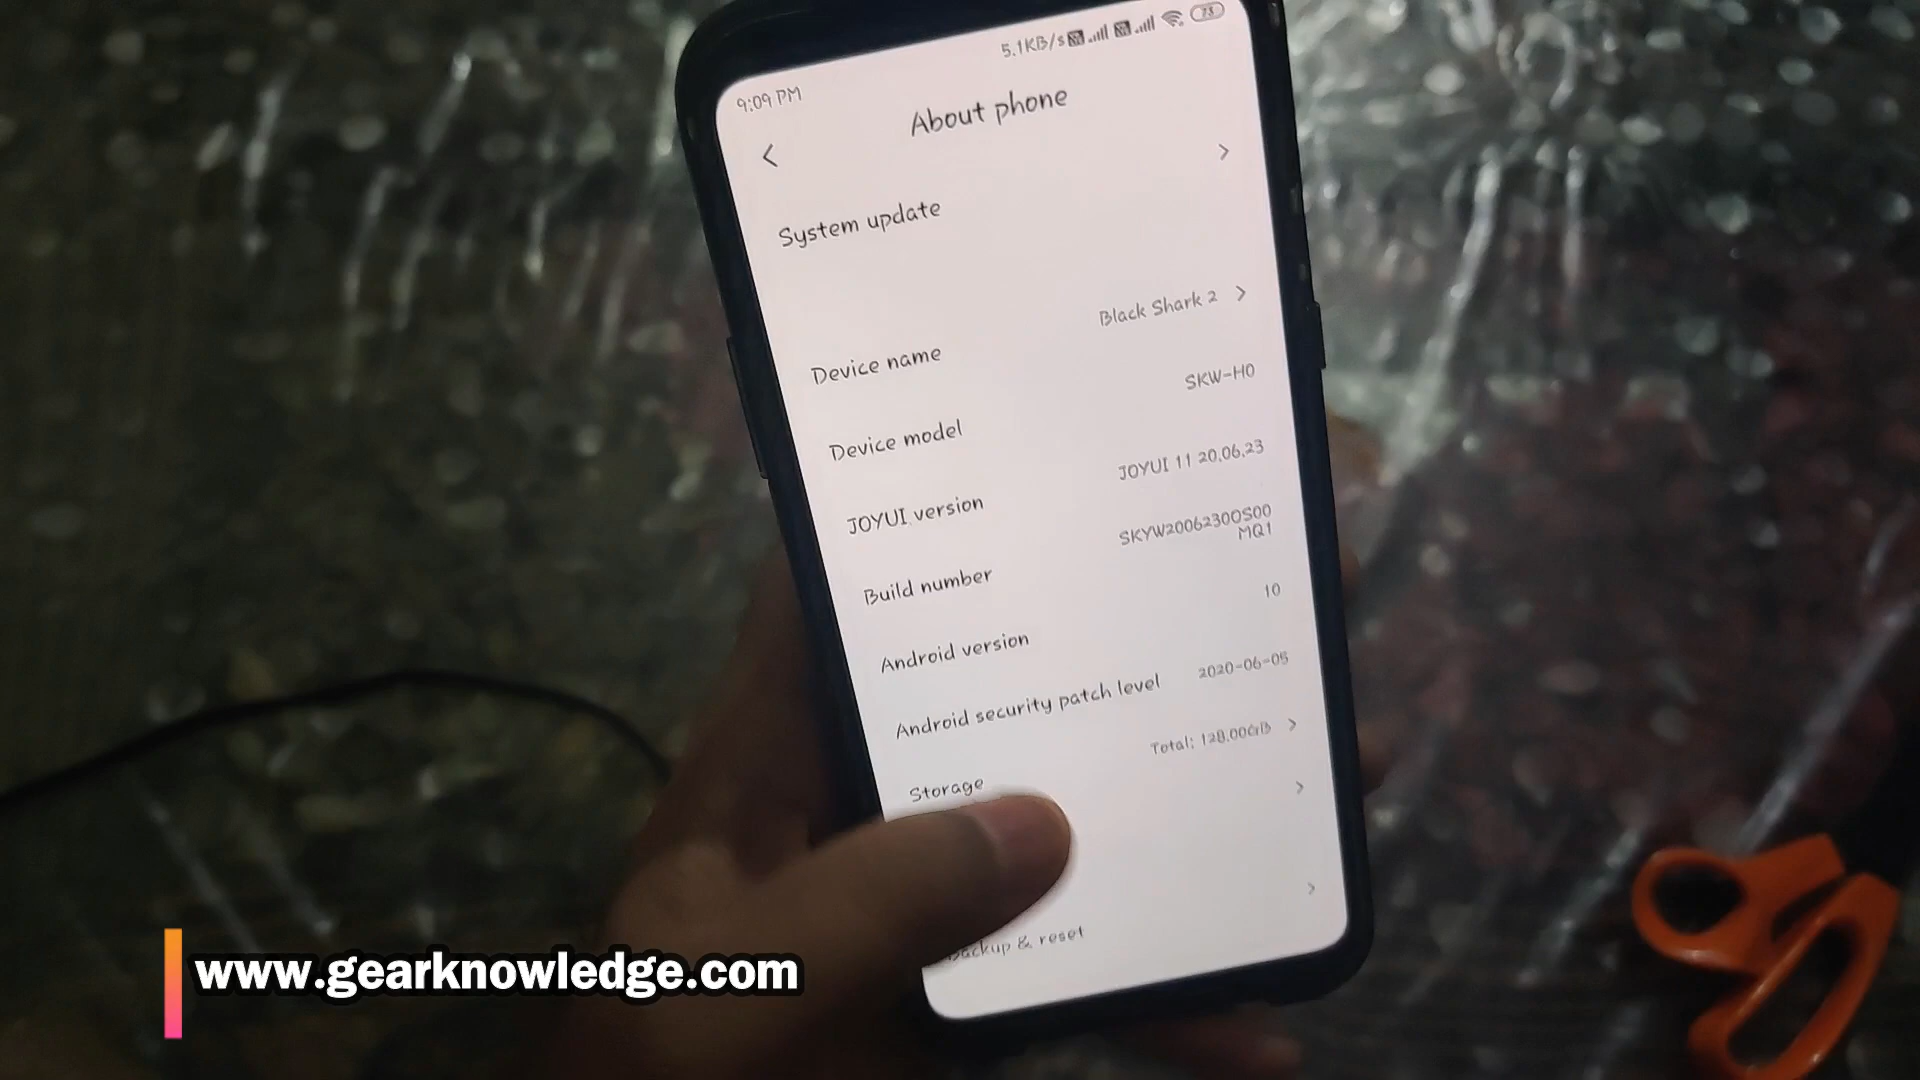 5.1KB/s 73
9:09 PM
About phone
System update
Device name Black Shark 2
Device model SKW-H0
JOYUI version JOYUI 11 20.06.23
Build number SKYW2006230OS00
MQ1
Android version 10
Android security patch level 2020-06-05
Storage Total: 128.00GB
Backup & reset
www.gearknowledge.com